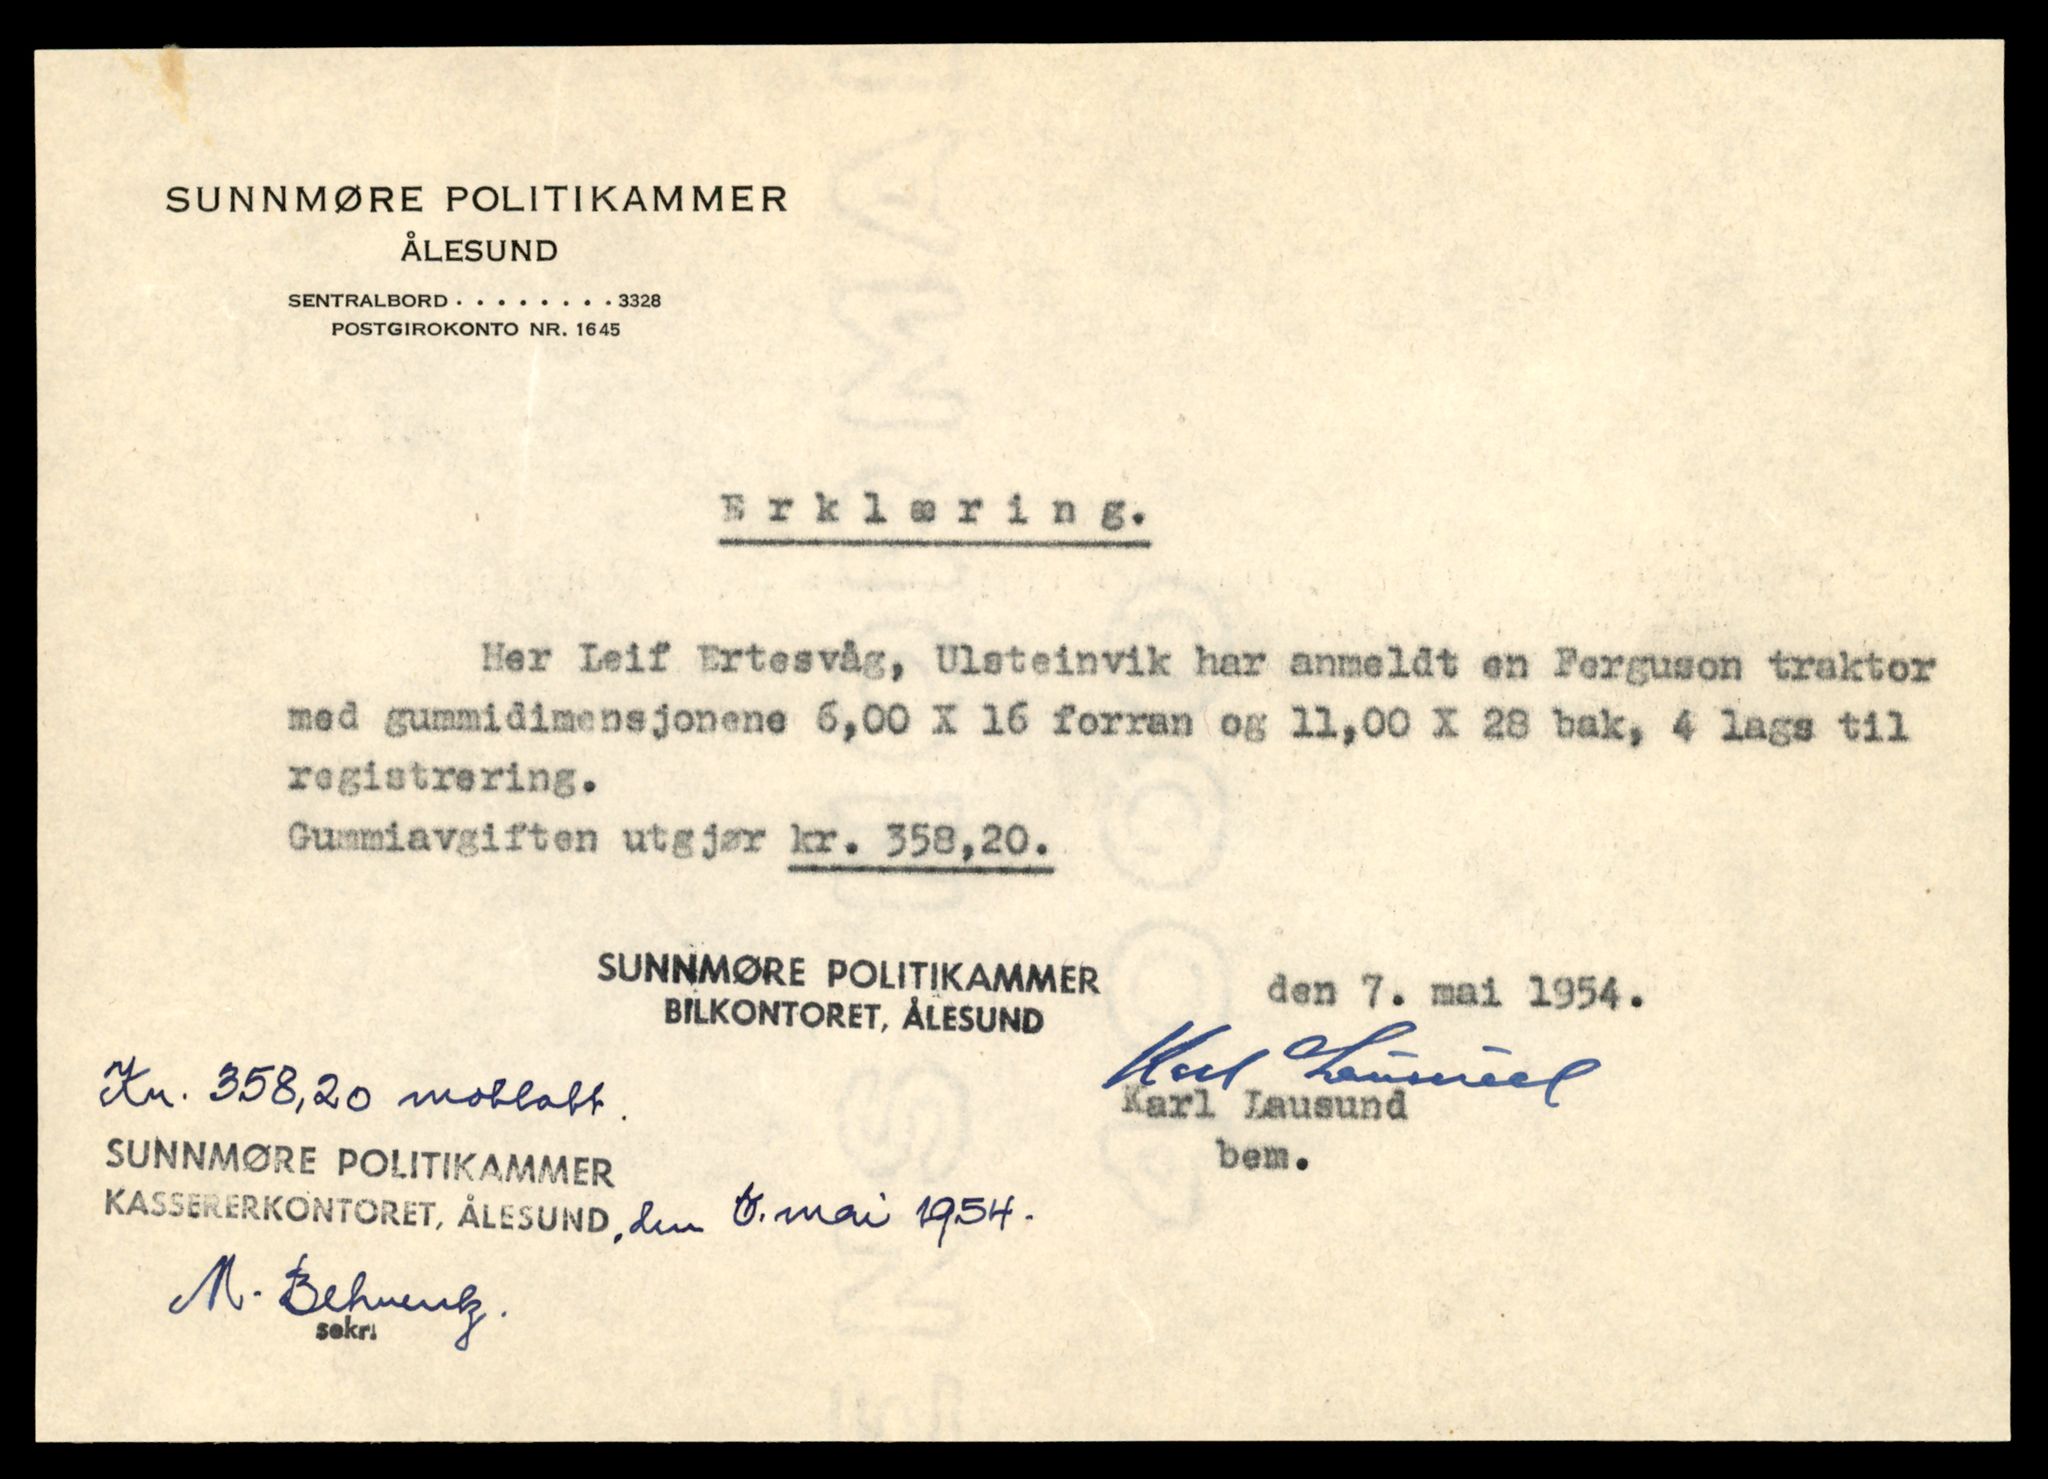 SUNNMØRE POLITIKAMMER
ÅLESUND
SENTRALBORD . . . . . . . . 3328
POSTGIROKONTO NR. 1645
Erklæring.
Her Leif Ertesvåg, Ulsteinvik har anmeldt en Ferguson traktor
med gummidimensjonene 6,00 X 16 forran og 11,00 X 28 bak, 4 lags til
registrering.
Gummiavgiften utgjør kr. 358,20.
SUNNMØRE POLITIKAMMER
BILKONTORET, ÅLESUND
den 7. mai 1954.
Karl Lausund
Karl Lausund
bem.
Kr. 358,20 mottatt.
SUNNMØRE POLITIKAMMER
KASSERERKONTORET, ÅLESUND, den mai 1954.
M. Behrentz.
sekr.